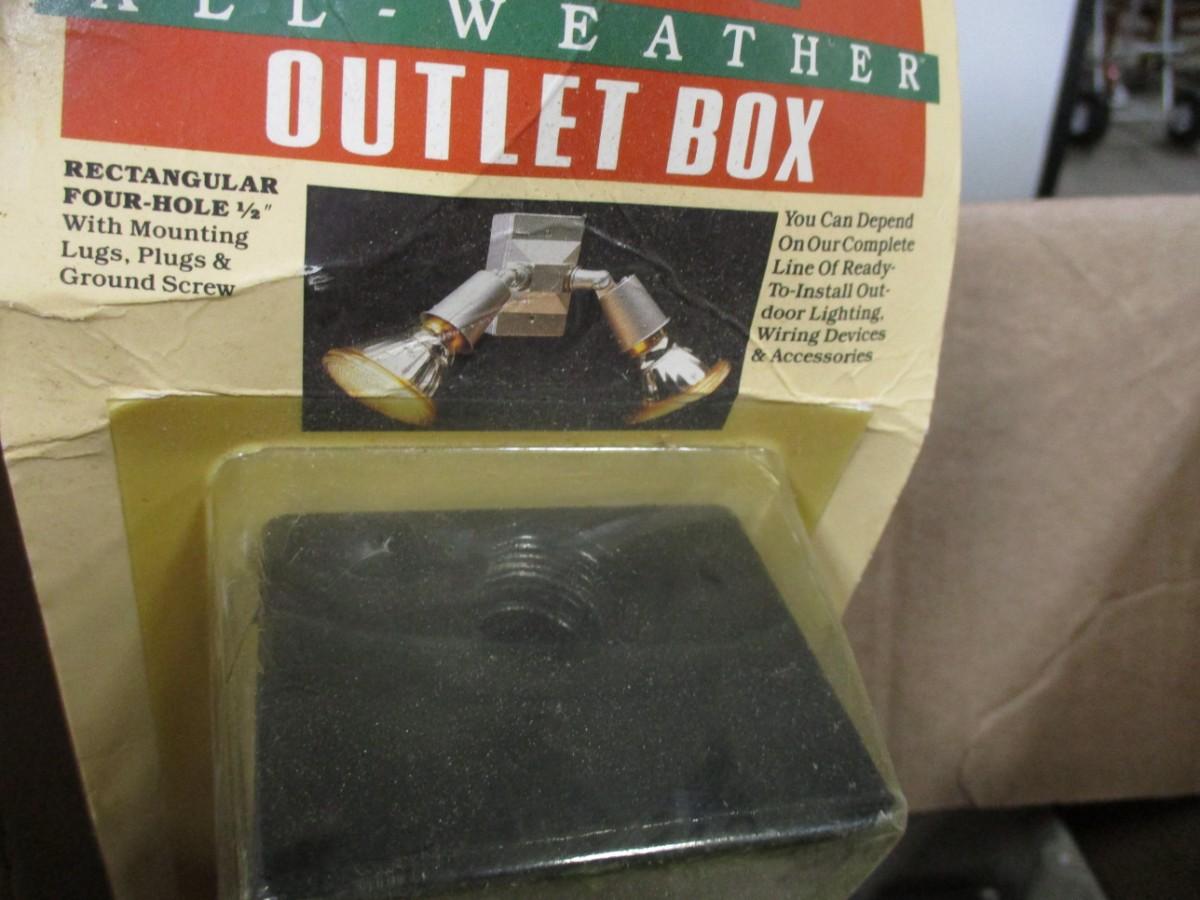 ALL-WEATHER
OUTLET BOX
RECTANGULAR
FOUR-HOLE ½"
With Mounting
Lugs, Plugs &
Ground Screw
You Can Depend
On Our Complete
Line Of Ready-
To-Install Out-
door Lighting,
Wiring Devices
& Accessories